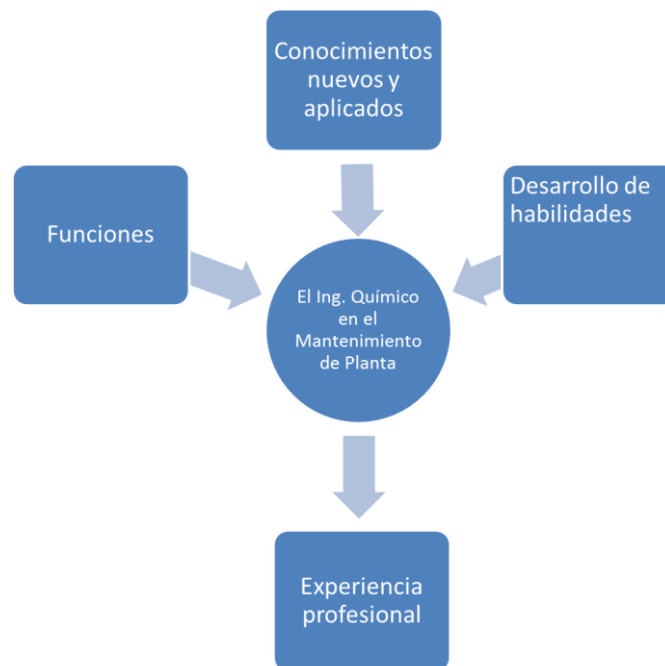 Conocimientos
nuevos y
aplicados
Funciones
Desarrollo de
habilidades
El Ing. Químico
en el
Mantenimiento
de Planta
Experiencia
profesional